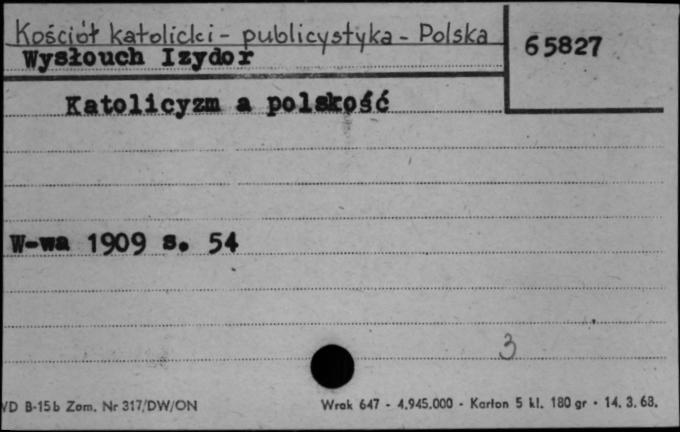 Kościół katolicki - publicystyka - Polska
65827
Wysłouch Izydor
Katolicyzm a polskość
W-wa 1909 s. 54
3
WD B-15b Zam. Nr 317/DW/ON
Wrak 647 - 4.945.000 - Karton 5 kl. 180 gr - 14. 3. 68.